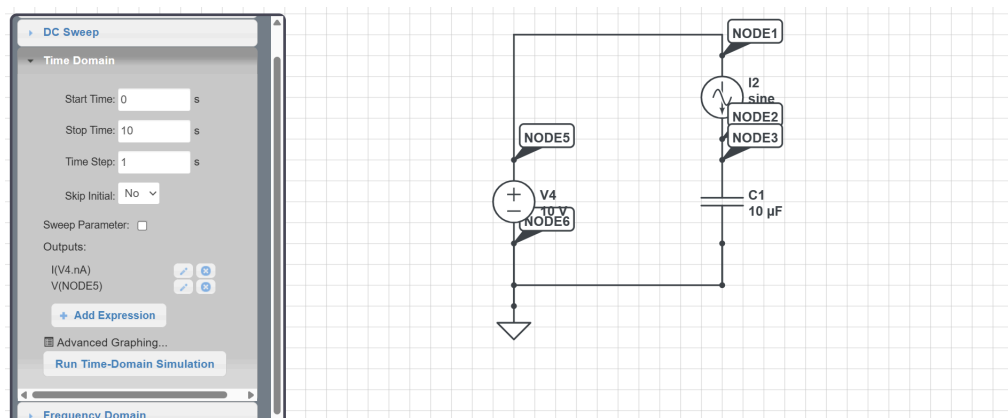 DC Sweep
Time Domain
Start Time: 0 s
Stop Time: 10 s
Time Step: 1 s
Skip Initial: No
Sweep Parameter:
Outputs:
I(V4.nA)
V(NODE5)
+ Add Expression
Advanced Graphing...
Run Time-Domain Simulation
Frequency Domain
NODE1
I2
sine
NODE2
NODE3
NODE5
V4
10 V
NODE6
C1
10 µF